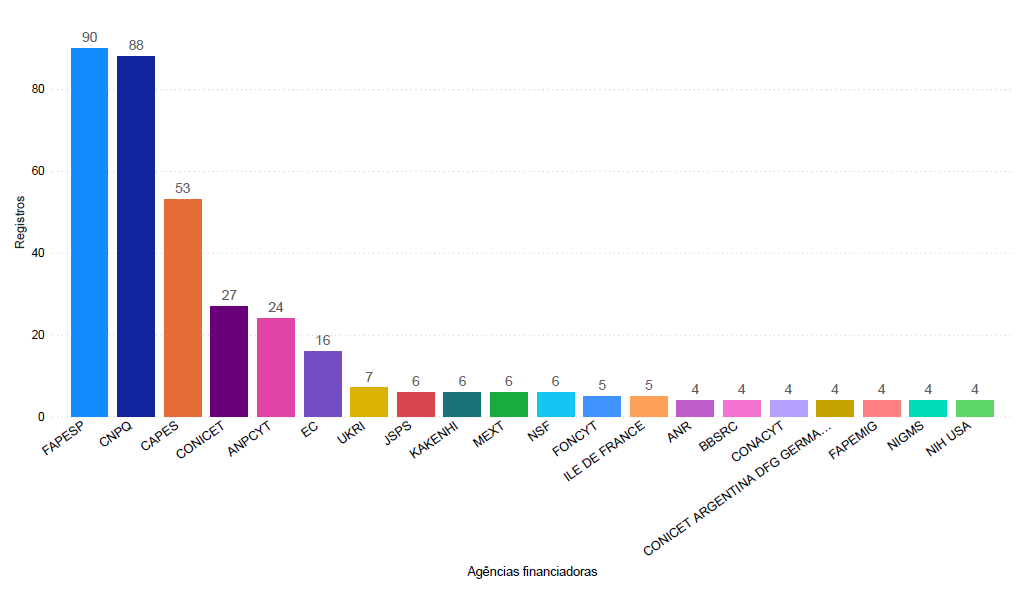 90
88
80
60
53
Registros
40
27
24
20
16
7
6
6
6
6
5
5
4
4
4
4
4
4
4
0
FAPESP
CNPQ
CAPES
CONICET
ANPCYT
EC
UKRI
JSPS
KAKENHI
MEXT
NSF
FONCYT
ILE DE FRANCE
ANR
BBSRC
CONACYT
CONICET ARGENTINA DFG GERMA...
FAPEMIG
NIGMS
NIH USA
Agências financiadoras